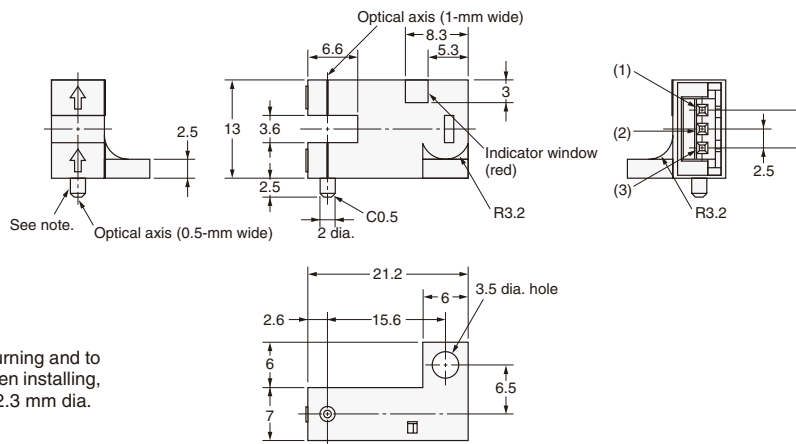 Optical axis (1-mm wide)
8.3
6.6
5.3
(1)
3
2.5
13
3.6
(2)
Indicator window
(red)
2.5
(3)
2.5
C0.5
R3.2
R3.2
See note.
Optical axis (0.5-mm wide)
2 dia.
21.2
6
3.5 dia. hole
2.6
15.6
urning and to
en installing,
2.3 mm dia.
6
6.5
7